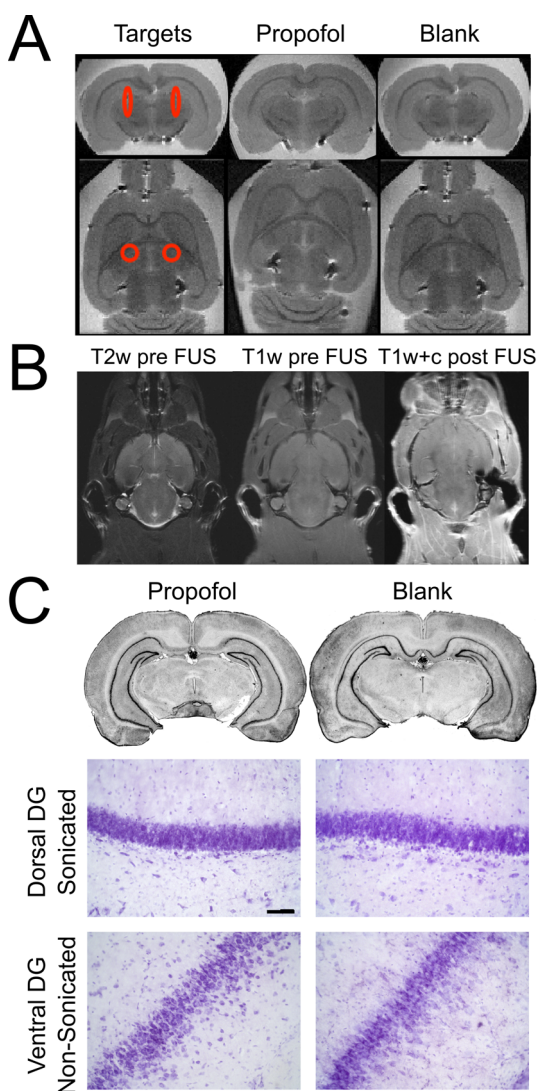 A
Targets Propofol Blank
B
T2w pre FUS T1w pre FUS T1w+c post FUS
C
Propofol Blank
Dorsal DG
Sonicated
Ventral DG
Non-Sonicated